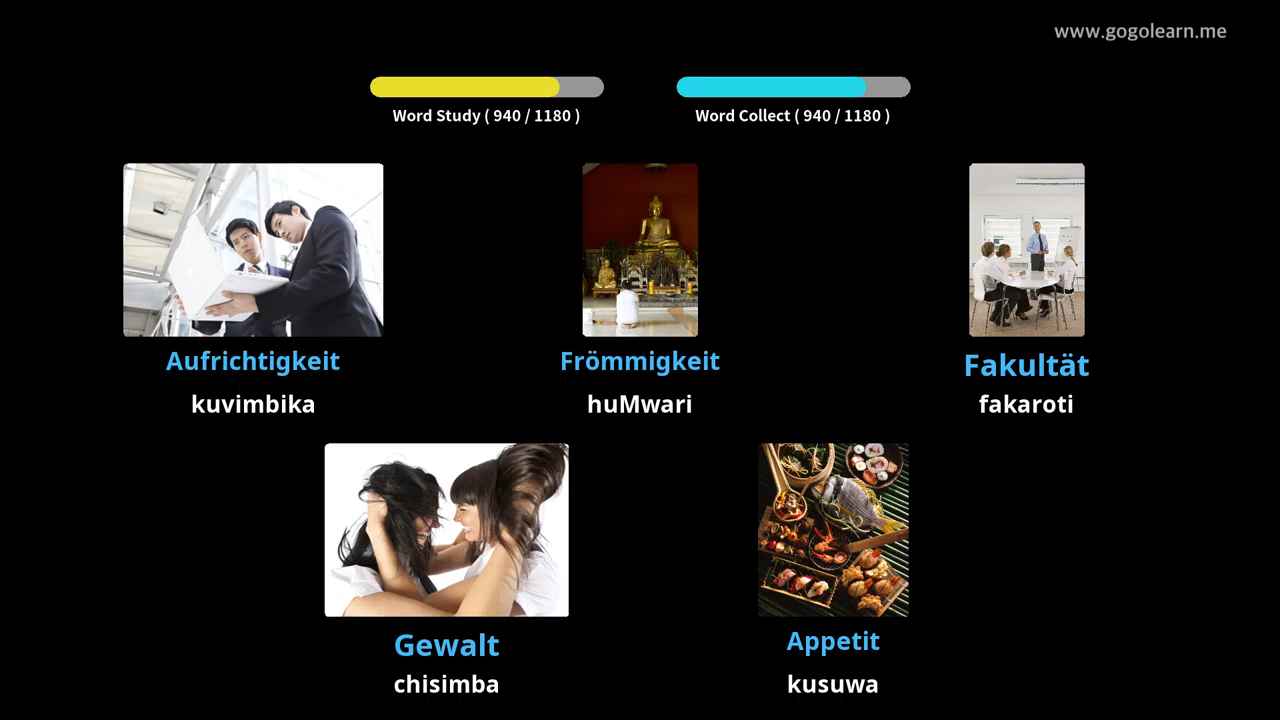 www.gogolearn.me
Word Study ( 940 / 1180 )
Word Collect ( 940 / 1180 )
Aufrichtigkeit
kuvimbika
Frömmigkeit
huMwari
Fakultät
fakaroti
Gewalt
chisimba
Appetit
kusuwa